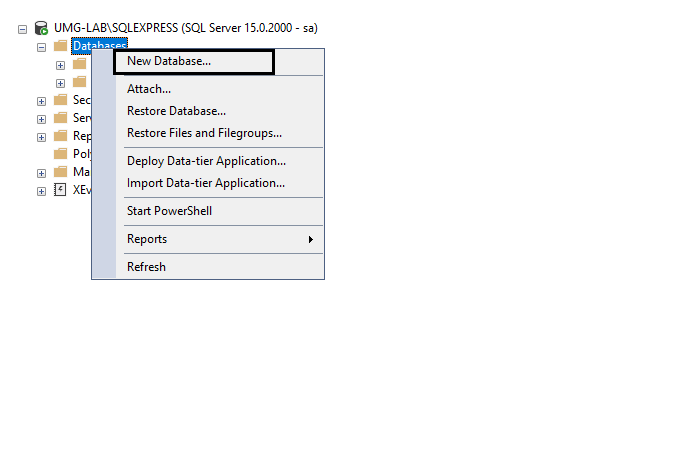 UMG-LAB\SQLEXPRESS (SQL Server 15.0.2000 - sa)
Databases
New Database...
Attach...
Restore Database...
Restore Files and Filegroups...
Deploy Data-tier Application...
Import Data-tier Application...
Start PowerShell
Reports
Refresh
Sec
Serv
Rep
Poly
Ma
XEv